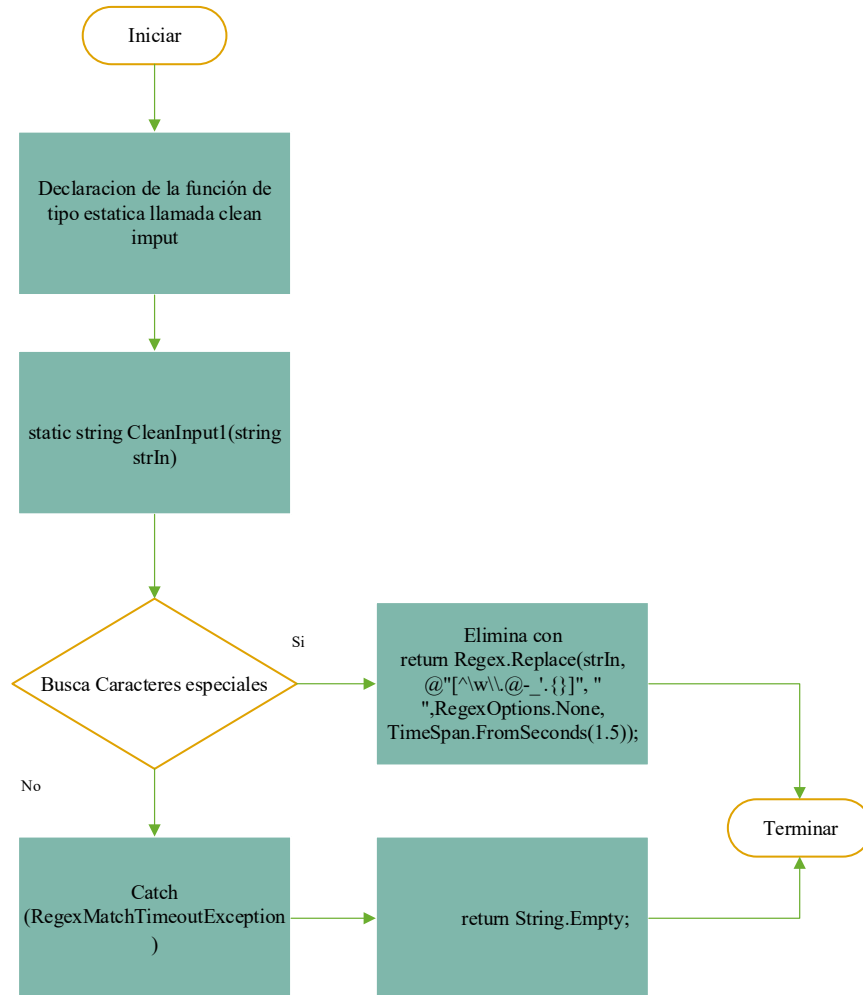 Iniciar
Declaracion de la función de
tipo estatica llamada clean
imput
static string CleanInput1(string
strIn)
Busca Caracteres especiales
Si
Elimina con
return Regex.Replace(strIn,
@"[^\w\\.@-_'.{}]", "
",RegexOptions.None,
TimeSpan.FromSeconds(1.5));
No
Terminar
Catch
(RegexMatchTimeoutException
)
return String.Empty;